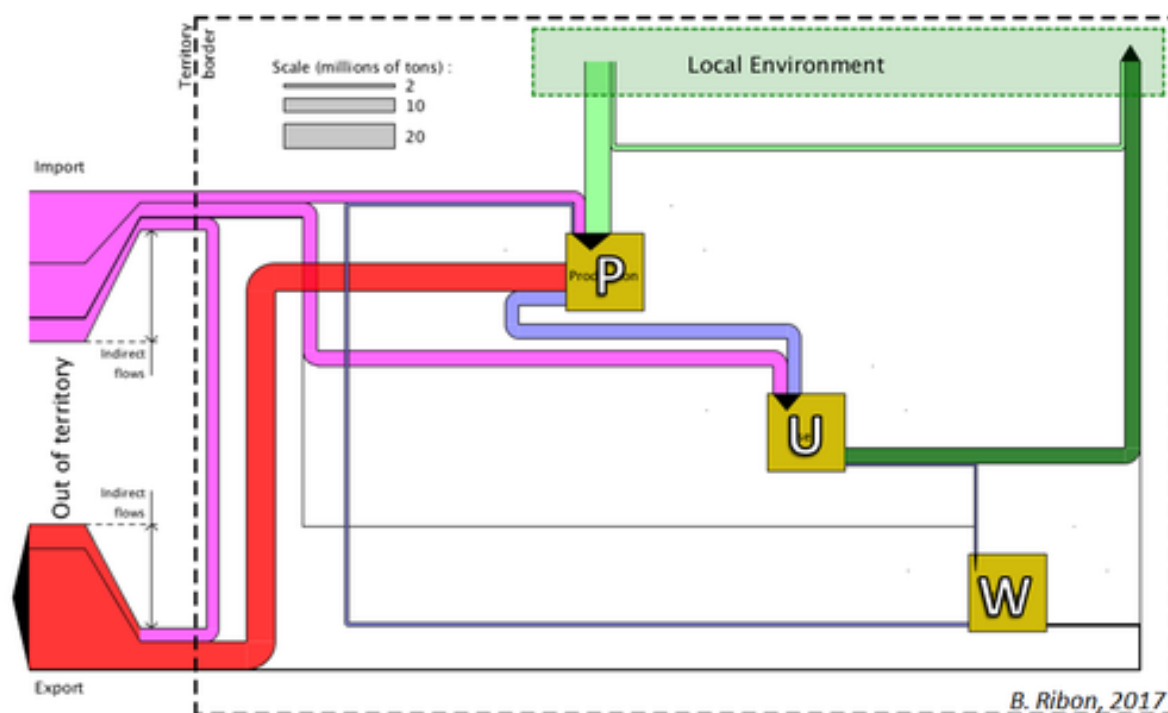 Territory
border
Scale (millions of tons) :
2
10
20
Local Environment
Import
P
Indirect
flows
Out of territory
U
Indirect
flows
W
Export
B. Ribon, 2017